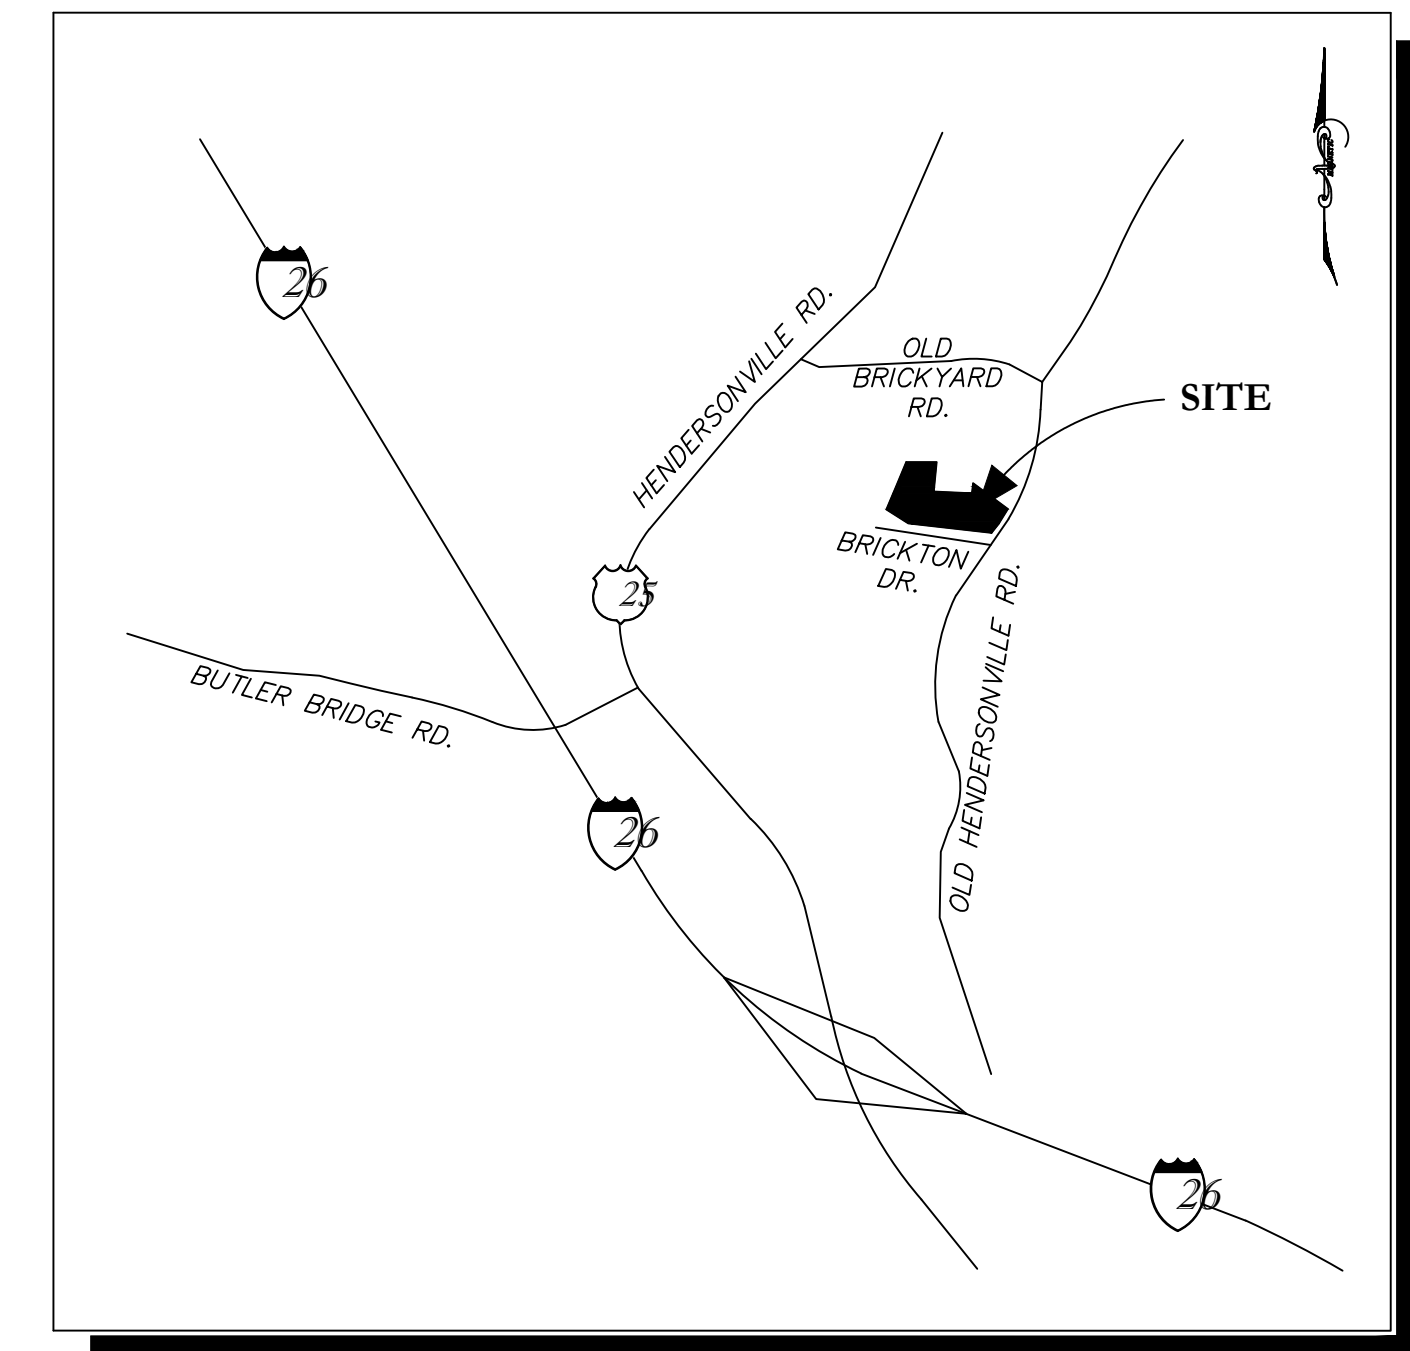 26
HENDERSONVILLE RD.
OLD
BRICKYARD
RD.
SITE
BRICKTON
DR.
25
OLD HENDERSONVILLE RD.
BUTLER BRIDGE RD.
26
26